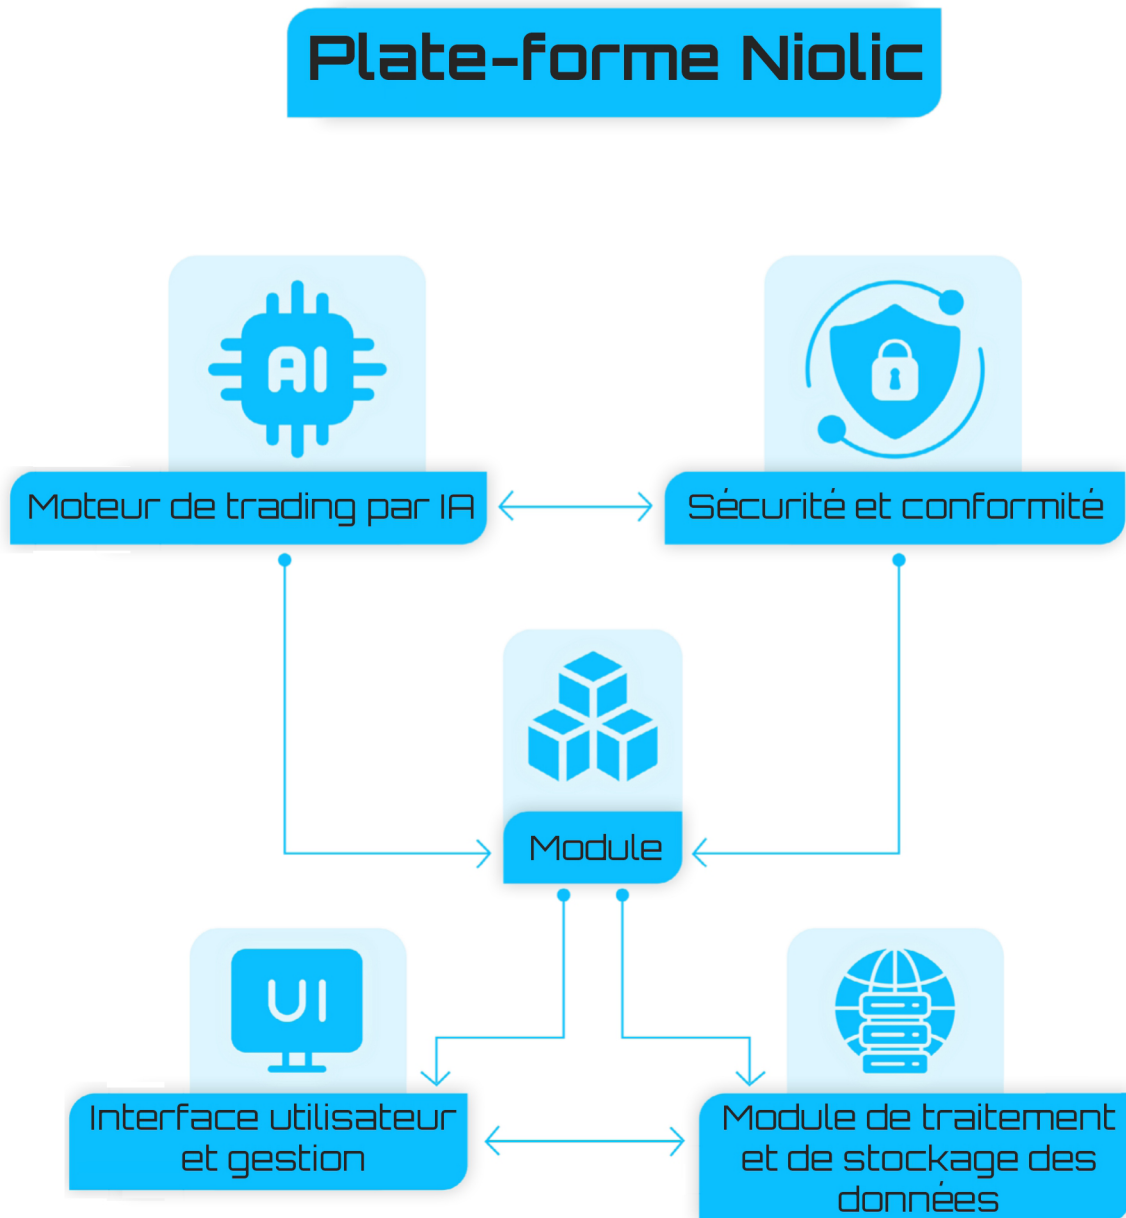 Plate-forme Niolic
AI
Moteur de trading par IA
Sécurité et conformité
Module
UI
Interface utilisateur
et gestion
Module de traitement
et de stockage des
données